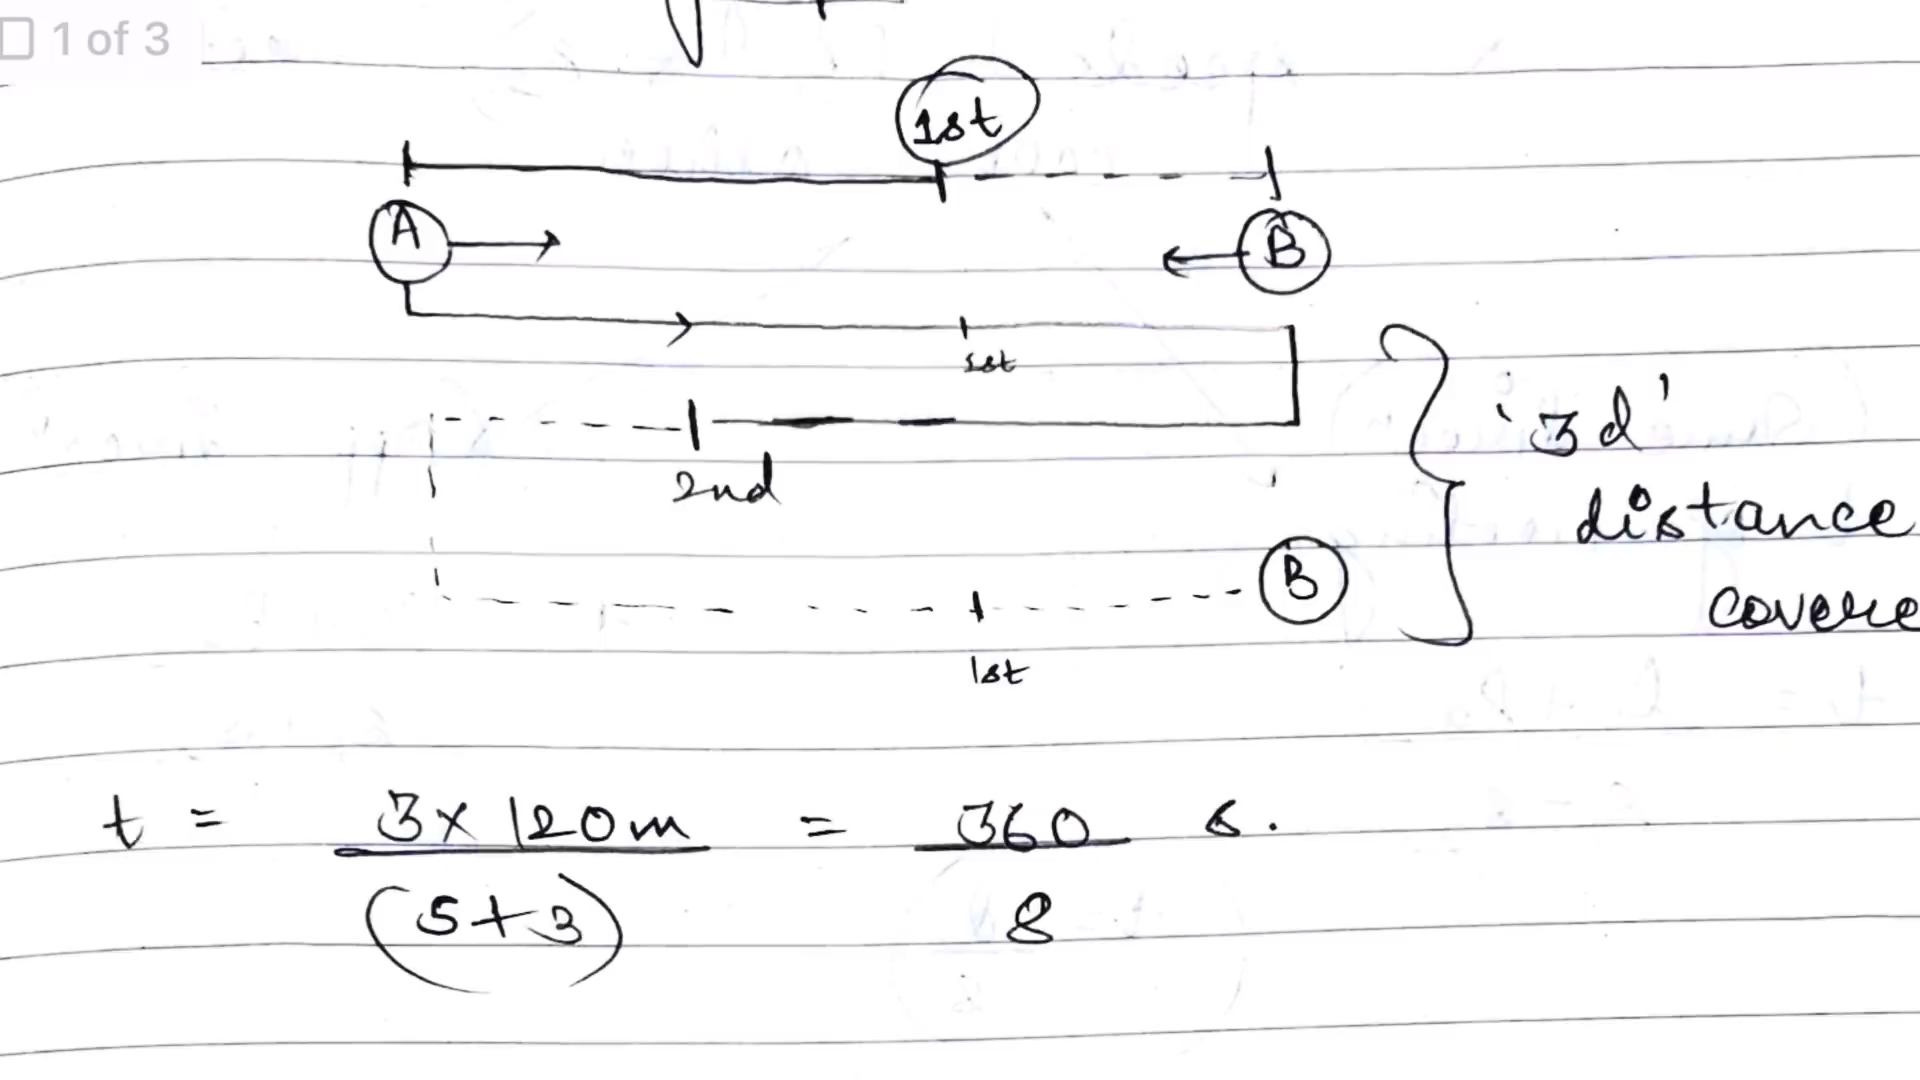 1 of 3
1st
A
B
1st
'3d'
2nd
distance
B
covere
1st
t = 3 x 120m / (5+3) = 360 / 8 s.